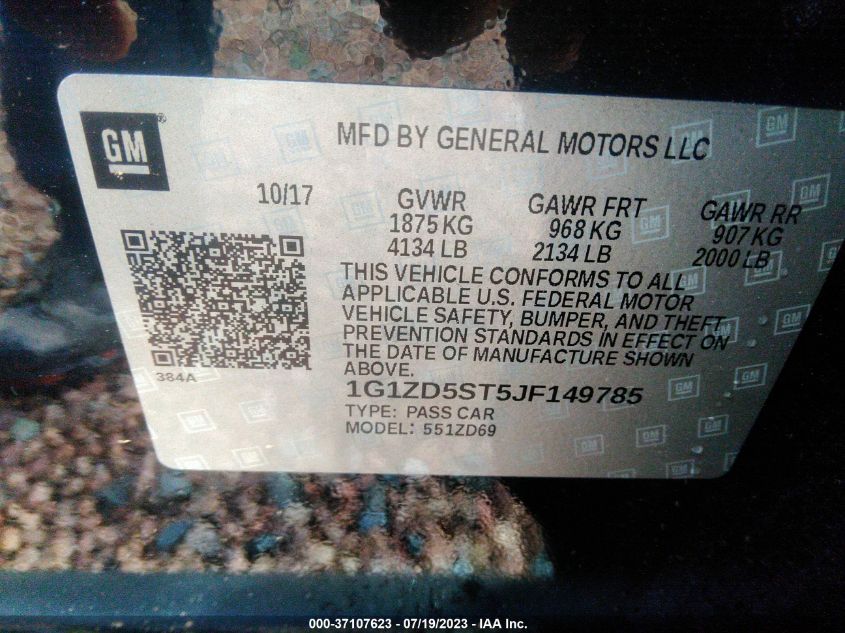 GM
MFD BY GENERAL MOTORS LLC
10/17
GVWR
1875 KG
4134 LB
GAWR FRT
968 KG
2134 LB
GAWR RR
907 KG
2000 LB
THIS VEHICLE CONFORMS TO ALL
APPLICABLE U.S. FEDERAL MOTOR
VEHICLE SAFETY, BUMPER, AND THEFT
PREVENTION STANDARDS IN EFFECT ON
THE DATE OF MANUFACTURE SHOWN
ABOVE.
384A
1G1ZD5ST5JF149785
TYPE: PASS CAR
MODEL: 551ZD69
000-37107623 - 07/19/2023 - IAA Inc.